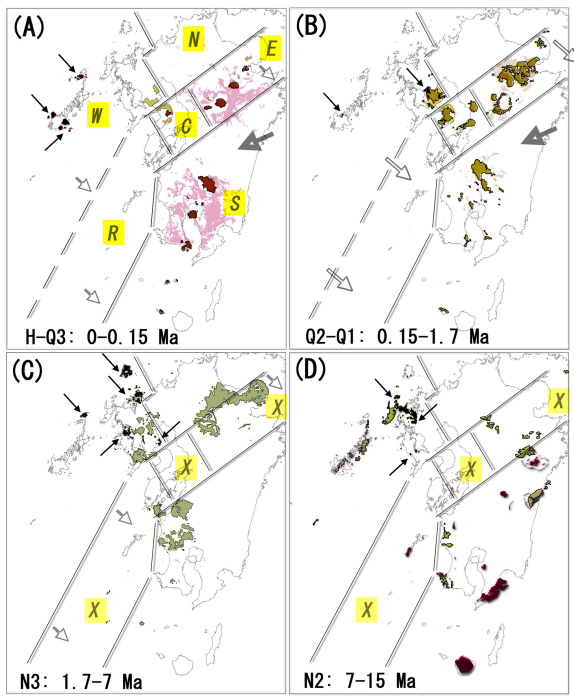 (A)
N
E
W
C
S
R
H-Q3: 0-0.15 Ma
(B)
Q2-Q1: 0.15-1.7 Ma
(C)
X
X
X
N3: 1.7-7 Ma
(D)
X
X
X
N2: 7-15 Ma